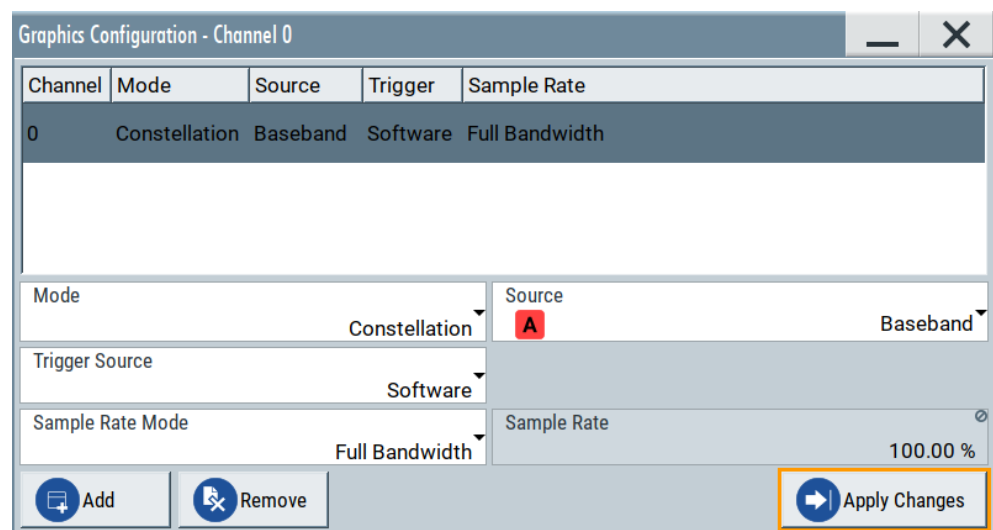 Graphics Configuration - Channel 0
Channel Mode Source Trigger Sample Rate
0 Constellation Baseband Software Full Bandwidth
Mode
Constellation
Source
A Baseband
Trigger Source
Software
Sample Rate Mode
Full Bandwidth
Sample Rate
100.00 %
Add Remove Apply Changes